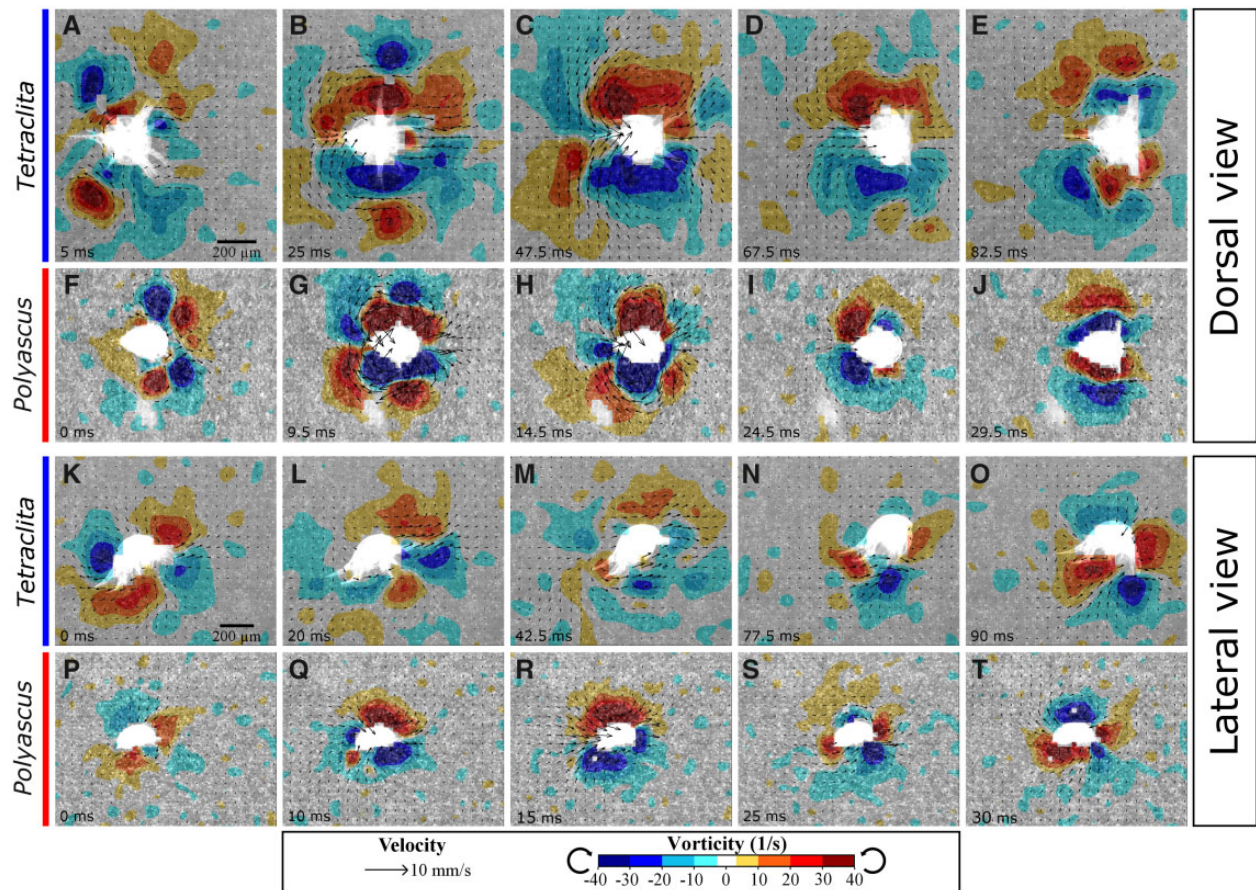 A B C D E
Tetraclita
5 ms 200 µm 25 ms 47.5 ms 67.5 ms 82.5 ms
Dorsal view
F G H I J
Polyascus
0 ms 9.5 ms 14.5 ms 24.5 ms 29.5 ms
K L M N O
Tetraclita
0 ms 200 µm 20 ms 42.5 ms 77.5 ms 90 ms
Lateral view
P Q R S T
Polyascus
0 ms 10 ms 15 ms 25 ms 30 ms
Velocity Vorticity (1/s)
10 mm/s
-40 -30 -20 -10 0 10 20 30 40